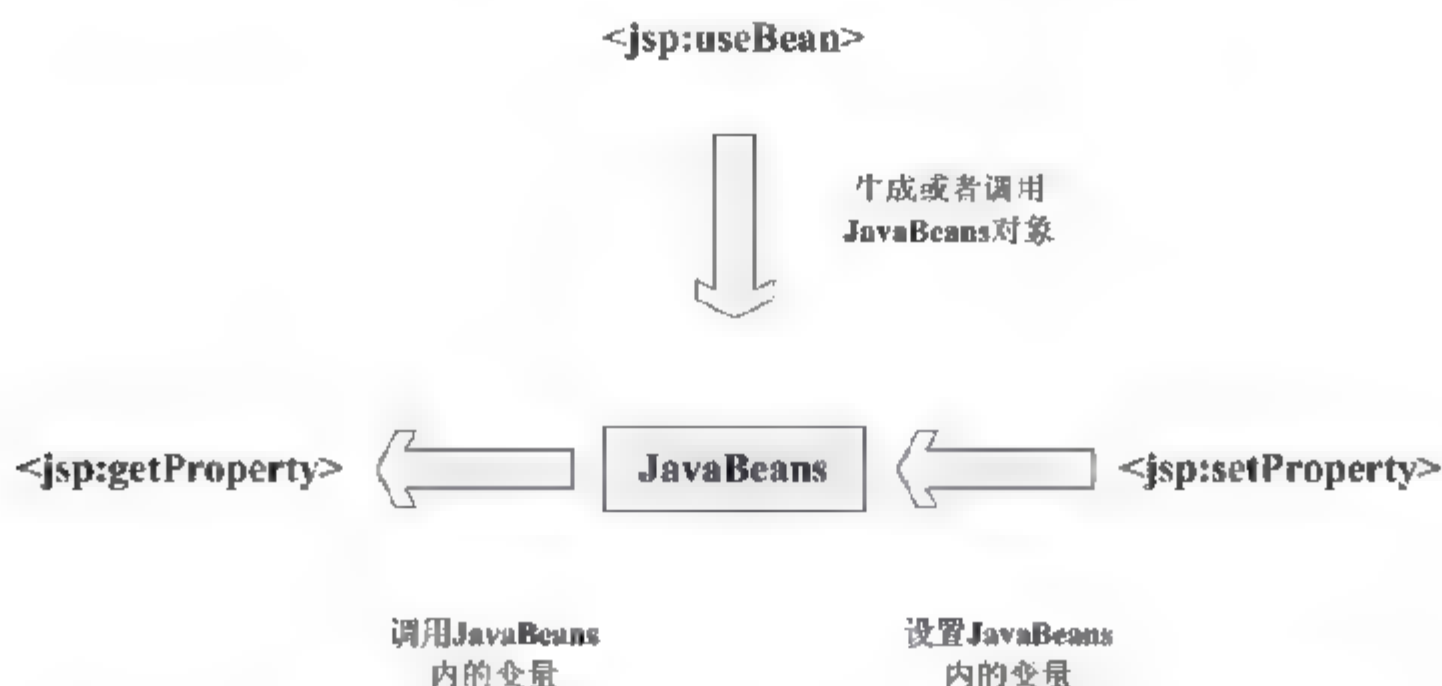 <jsp:useBean>
生成或者调用
JavaBeans对象
<jsp:getProperty>
JavaBeans
<jsp:setProperty>
调用JavaBeans
内的变量
设置JavaBeans
内的变量